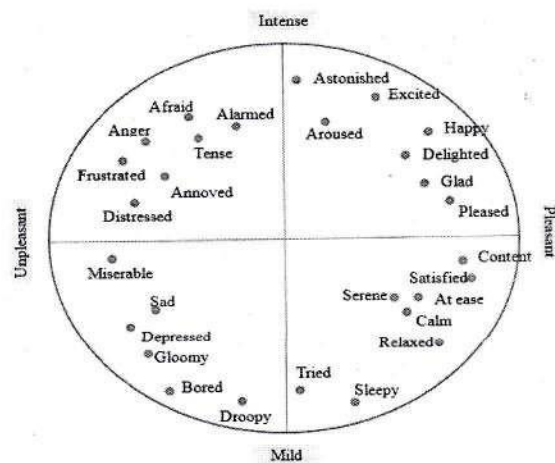 Intense
Astonished
Excited
Afraid
Alarmed
Aroused
Anger
Happy
Tense
Delighted
Frustrated
Annoved
Glad
Distressed
Pleased
Unpleasant
Pleasant
Miserable
Content
Satisfied
Sad
Serene
At ease
Depressed
Calm
Gloomy
Relaxed
Bored
Tried
Sleepy
Droopy
Mild